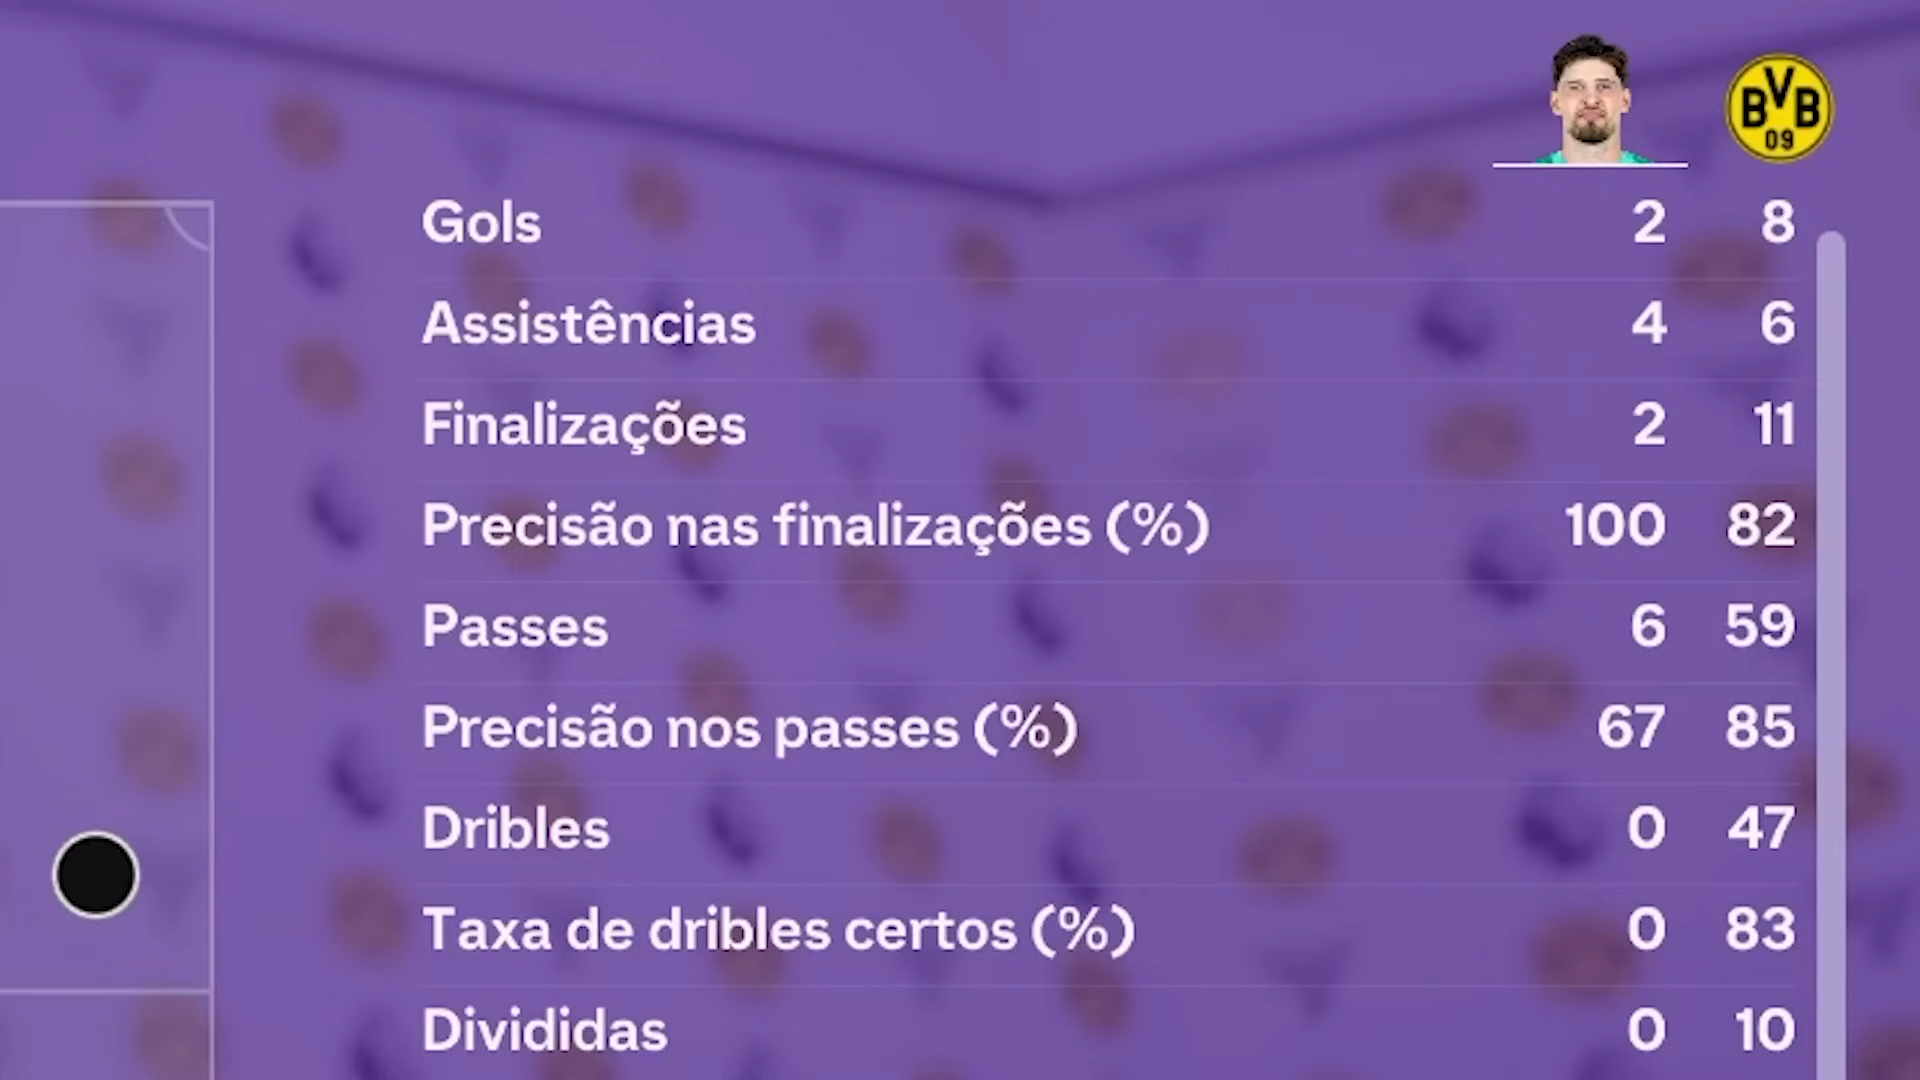 BVB
09
Gols 2 8
Assistências 4 6
Finalizações 2 11
Precisão nas finalizações (%) 100 82
Passes 6 59
Precisão nos passes (%) 67 85
Dribles 0 47
Taxa de dribles certos (%) 0 83
Divididas 0 10